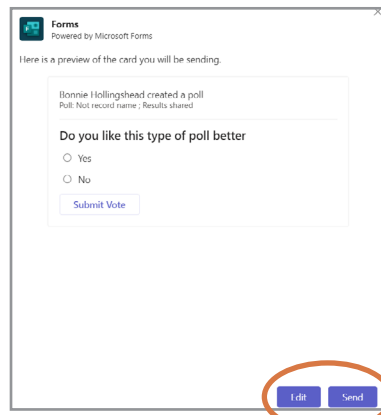 Forms
Powered by Microsoft Forms
Here is a preview of the card you will be sending.
Bonnie Hollingshead created a poll
Poll: Not record name ; Results shared
Do you like this type of poll better
Yes
No
Submit Vote
Edit Send